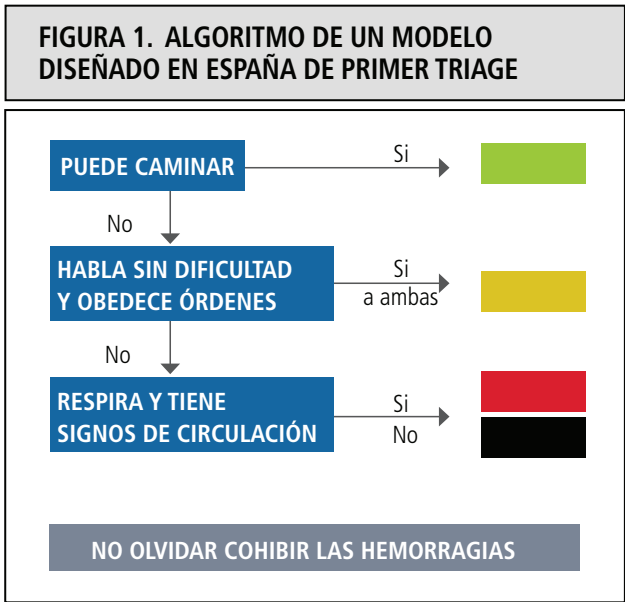 FIGURA 1. ALGORITMO DE UN MODELO
DISEÑADO EN ESPAÑA DE PRIMER TRIAGE
PUEDE CAMINAR
Si
No
HABLA SIN DIFICULTAD
Y OBEDECE ÓRDENES
Si
a ambas
No
RESPIRA Y TIENE
SIGNOS DE CIRCULACIÓN
Si
No
NO OLVIDAR COHIBIR LAS HEMORRAGIAS